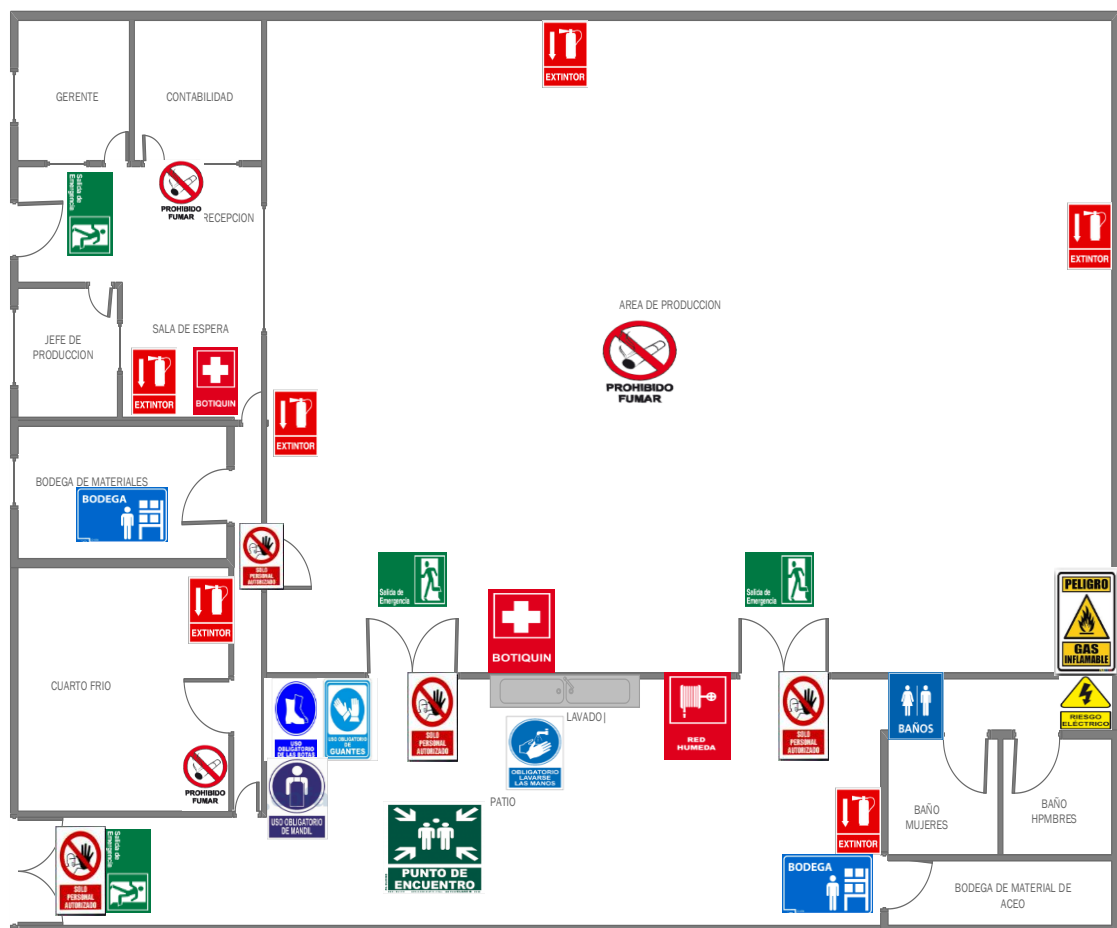 EXTINTOR
GERENTE
CONTABILIDAD
Salida de
Emergencia
PROHIBIDO
FUMAR
RECEPCION
EXTINTOR
AREA DE PRODUCCION
PROHIBIDO
FUMAR
SALA DE ESPERA
JEFE DE
PRODUCCION
EXTINTOR
BOTIQUIN
EXTINTOR
BODEGA DE MATERIALES
BODEGA
SOLO
PERSONAL
AUTORIZADO
Salida de
Emergencia
Salida de
Emergencia
PELIGRO
GAS
INFLAMABLE
EXTINTOR
BOTIQUIN
CUARTO FRIO
USO
OBLIGATORIO
DE LAS BOTAS
USO OBLIGATORIO
DE
GUANTES
SOLO
PERSONAL
AUTORIZADO
LAVADO|
RED
HUMEDA
SOLO
PERSONAL
AUTORIZADO
BAÑOS
RIESGO
ELÉCTRICO
PROHIBIDO
FUMAR
USO OBLIGATORIO
DE MANDIL
OBLIGATORIO
LAVARSE
LAS MANOS
PATIO
BAÑO
MUJERES
BAÑO
HPMBRES
EXTINTOR
SOLO
PERSONAL
AUTORIZADO
Salida de
Emergencia
PUNTO DE
ENCUENTRO
BODEGA
BODEGA DE MATERIAL DE
ACEO